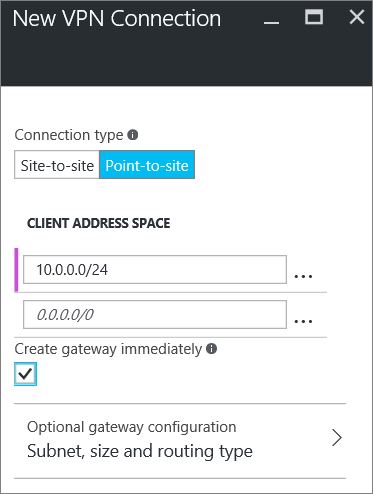 New VPN Connection
Connection type
Site-to-site Point-to-site
CLIENT ADDRESS SPACE
10.0.0.0/24 ...
0.0.0.0/0 ...
Create gateway immediately
Optional gateway configuration
Subnet, size and routing type